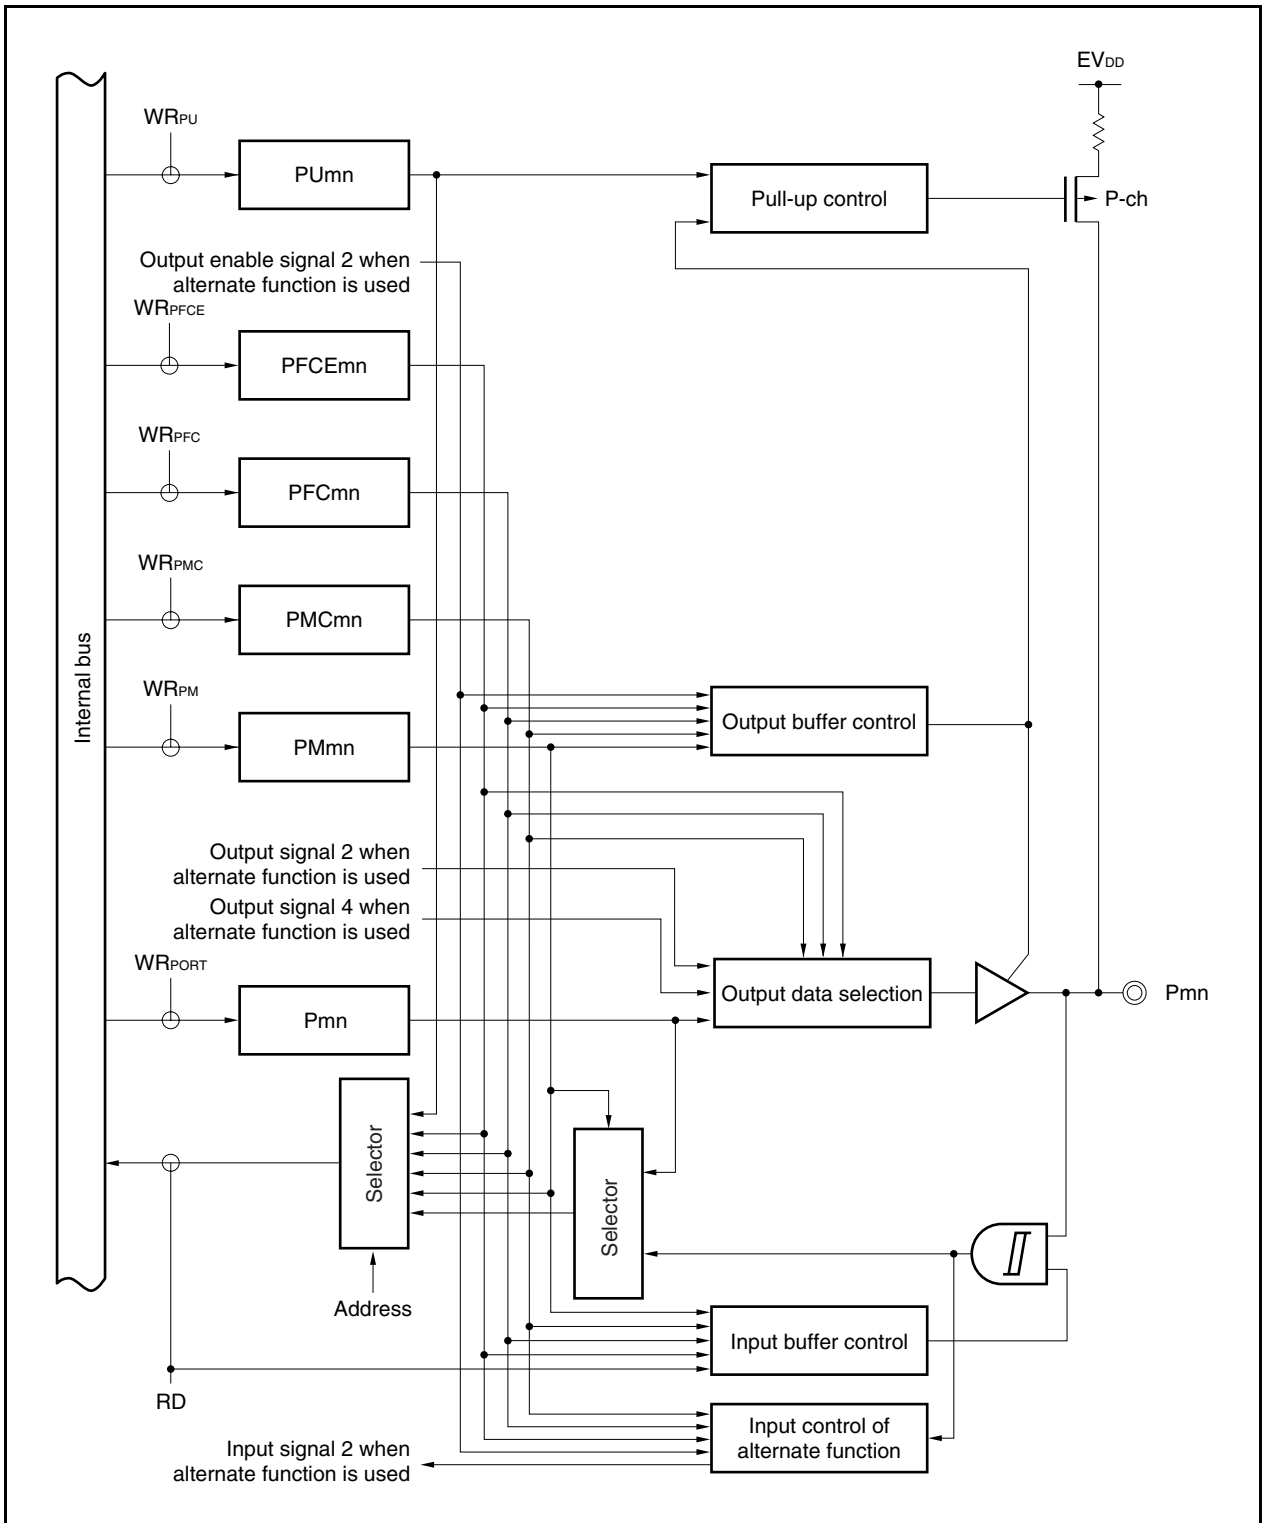 EVDD
WRPU
PUmn
Pull-up control
P-ch
Output enable signal 2 when
alternate function is used
WRPFCE
PFCEmn
WRPFC
PFCmn
WRPMC
PMCmn
Internal bus
WRPM
PMmn
Output buffer control
Output signal 2 when
alternate function is used
Output signal 4 when
alternate function is used
WRPORT
Pmn
Output data selection
Pmn
Selector
Selector
Address
Input buffer control
RD
Input control of
alternate function
Input signal 2 when
alternate function is used